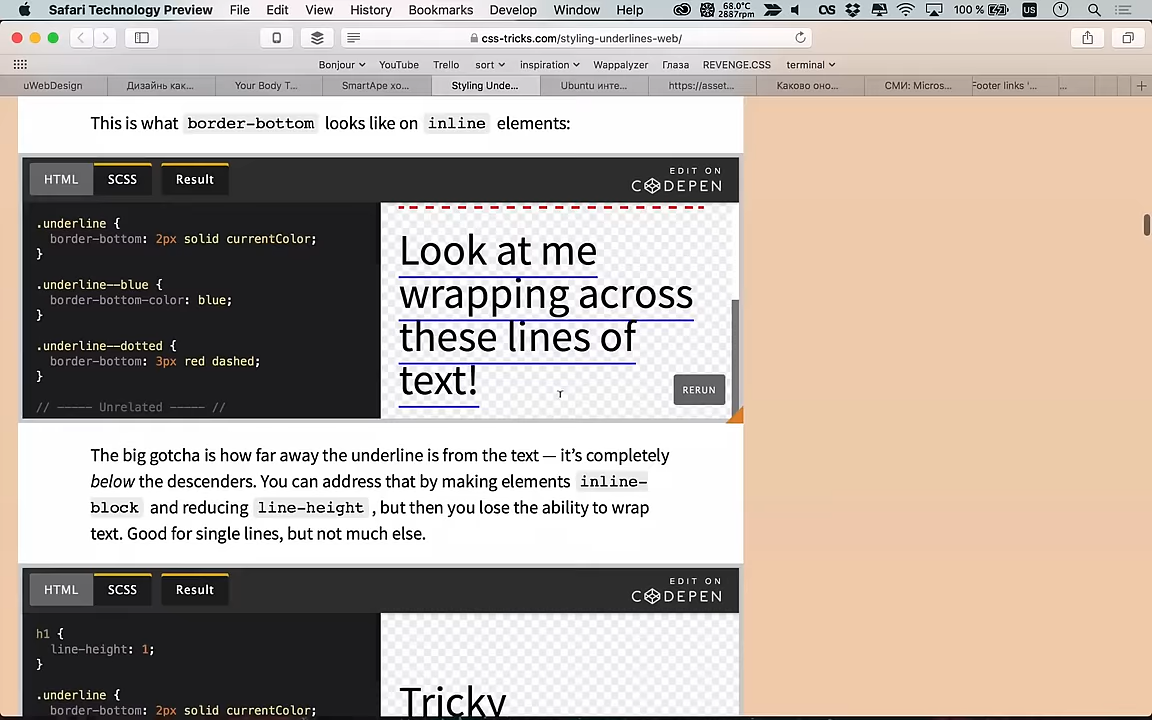 Safari Technology Preview File Edit View History Bookmarks Develop Window Help 68.0°C 2887rpm OS 100 % US
css-tricks.com/styling-underlines-web/
Bonjour YouTube Trello sort inspiration Wappalyzer Глаза REVENGE.CSS terminal
uWebDesign Дизайн как... Your Body T... SmartApe хо... Styling Unde... Ubuntu инте... https://asset... Каково оно... СМИ: Micros... Footer links '... ...
This is what border-bottom looks like on inline elements:
HTML SCSS Result EDIT ON
CODEPEN
.underline {
border-bottom: 2px solid currentColor;
}
.underline--blue {
border-bottom-color: blue;
}
.underline--dotted {
border-bottom: 3px red dashed;
}
// ––––– Unrelated ––––– //
Look at me
wrapping across
these lines of
text!
RERUN
The big gotcha is how far away the underline is from the text — it’s completely
below the descenders. You can address that by making elements inline-
block and reducing line-height , but then you lose the ability to wrap
text. Good for single lines, but not much else.
HTML SCSS Result EDIT ON
CODEPEN
h1 {
line-height: 1;
}
.underline {
border-bottom: 2px solid currentColor;
Tricky